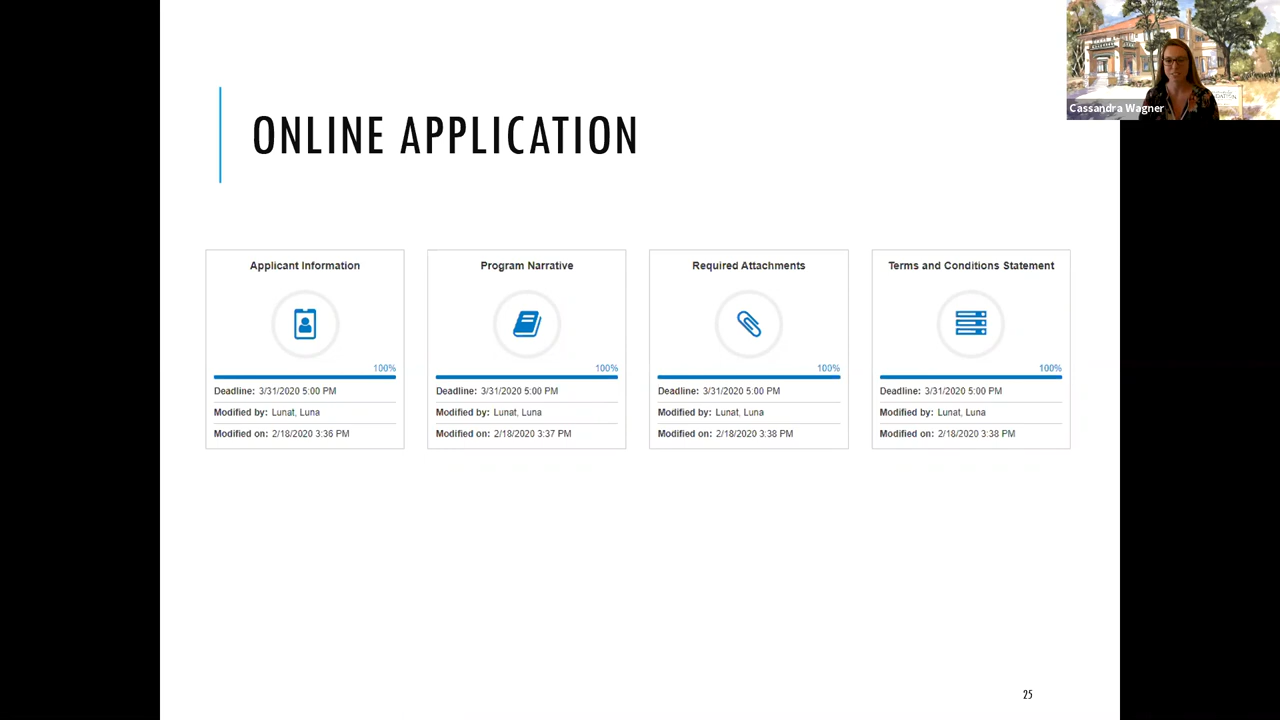 Cassandra Wagner
ONLINE APPLICATION
Applicant Information
100%
Deadline: 3/31/2020 5:00 PM
Modified by: Lunat, Luna
Modified on: 2/18/2020 3:36 PM
Program Narrative
100%
Deadline: 3/31/2020 5:00 PM
Modified by: Lunat, Luna
Modified on: 2/18/2020 3:37 PM
Required Attachments
100%
Deadline: 3/31/2020 5:00 PM
Modified by: Lunat, Luna
Modified on: 2/18/2020 3:38 PM
Terms and Conditions Statement
100%
Deadline: 3/31/2020 5:00 PM
Modified by: Lunat, Luna
Modified on: 2/18/2020 3:38 PM
25